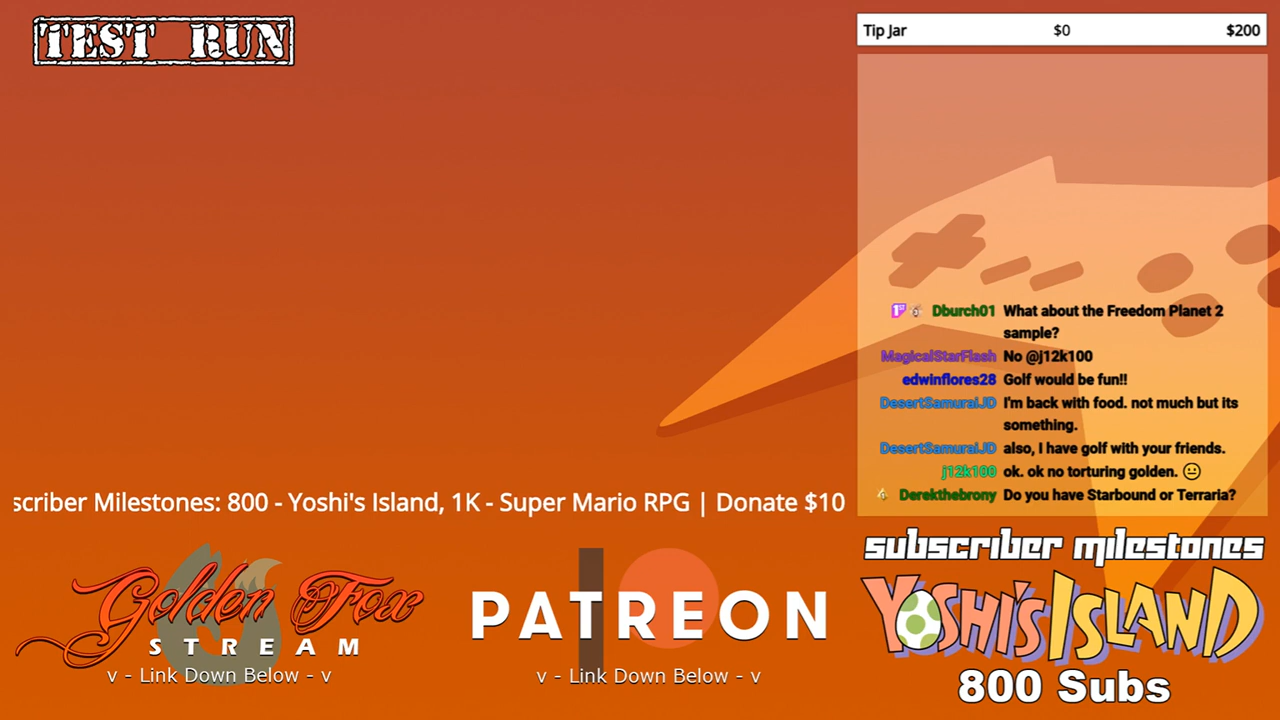 TEST RUN
Tip Jar $0 $200
Dburch01 What about the Freedom Planet 2
sample?
MagicalStarFlash No @j12k100
edwinflores28 Golf would be fun!!
DesertSamuraiJD I'm back with food. not much but its
something.
DesertSamuraiJD also, I have golf with your friends.
j12k100 ok. ok no torturing golden. 😐
Derekthebrony Do you have Starbound or Terraria?
scriber Milestones: 800 - Yoshi's Island, 1K - Super Mario RPG | Donate $10
Golden Fox
STREAM
v - Link Down Below - v
PATREON
v - Link Down Below - v
subscriber milestones
YOSHI'S ISLAND
800 Subs